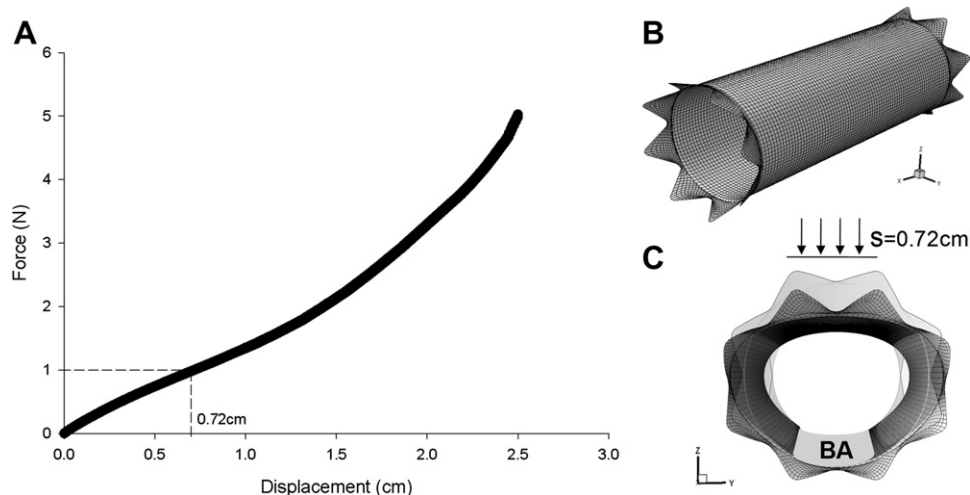 A
Force (N)
6
5
4
3
2
1
0
0.72cm
0.0 0.5 1.0 1.5 2.0 2.5 3.0
Displacement (cm)
B
Z
X Y
C
S=0.72cm
BA
Z
Y